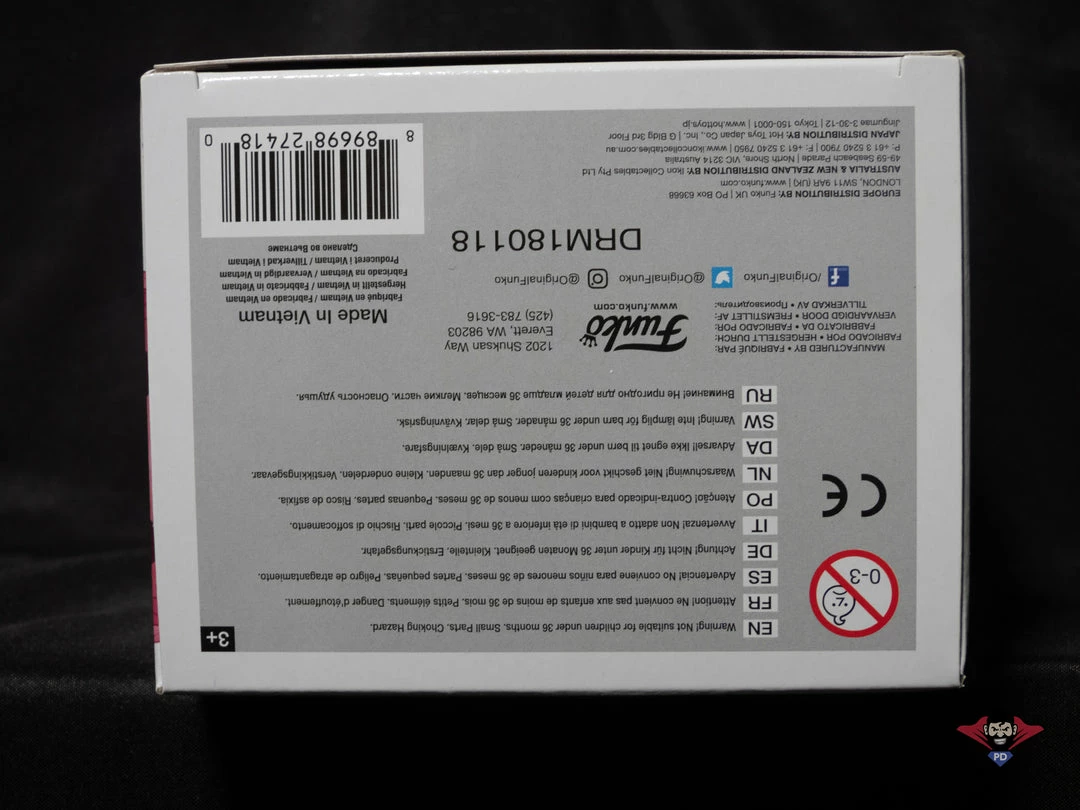 EN Warning! Not suitable for children under 36 months. Small Parts. Choking Hazard.
FR Attention! Ne convient pas aux enfants de moins de 36 mois. Petits éléments. Danger d'étouffement.
ES Advertencia! No conviene para niños menores de 36 meses. Partes pequeñas. Peligro de atragantamiento.
DE Achtung! Nicht für Kinder unter 36 Monaten geeignet. Kleinteile. Erstickungsgefahr.
IT Avvertenza! Non adatto a bambini di età inferiore a 36 mesi. Piccole parti. Rischio di soffocamento.
PO Atenção! Contra-indicado para crianças com menos de 36 meses. Pequenas partes. Risco de asfixia.
NL Waarschuwing! Niet geschikt voor kinderen jonger dan 36 maanden. Kleine onderdelen. Verstikkingsgevaar.
DA Advarsel! Ikke egnet til børn under 36 måneder. Små dele. Kvælningsfare.
SW Varning! Inte lämplig för barn under 36 månader. Små delar. Kvävningsrisk.
RU Внимание! Не пригодно для детей младше 36 месяцев. Мелкие части. Опасность удушья.
0-3
CE
3+
MANUFACTURED BY • FABRIQUÉ PAR:
FABRICADO POR • HERGESTELLT DURCH:
FABRICATO DA • FABRICADO POR:
VERVAARDIGD DOOR • FREMSTILLET AF:
TILLVERKAD AV • Производитель:
Funko
www.funko.com
1202 Shuksan Way
Everett, WA 98203
(425) 783-3616
/OriginalFunko
@OriginalFunko
@OriginalFunko
Made In Vietnam
Fabriqué en Vietnam / Fabricado en Vietnam
Hergestellt in Vietnam / Fabbricato in Vietnam
Fabricado na Vietnam / Vervaardigd in Vietnam
Produceret i Vietnam / Tillverkad i Vietnam
Сделано во Вьетнаме
DRM180118
EUROPE DISTRIBUTION BY: Funko UK | PO Box 63668
LONDON, SW11 9AR (UK) | www.funko.com
AUSTRALIA & NEW ZEALAND DISTRIBUTION BY: Ikon Collectables Pty Ltd
49-59 Seabeach Parade | North Shore, VIC 3214 Australia
P: +61 3 5240 7900 | F: +61 3 5240 7950 | www.ikoncollectables.com.au
JAPAN DISTRIBUTION BY: Hot Toys Japan Co., Inc. | G Bldg 3rd Floor
Jingumae 3-30-12 | Tokyo 150-0001 | www.hottoys.jp
8 89698 27418 0
PD